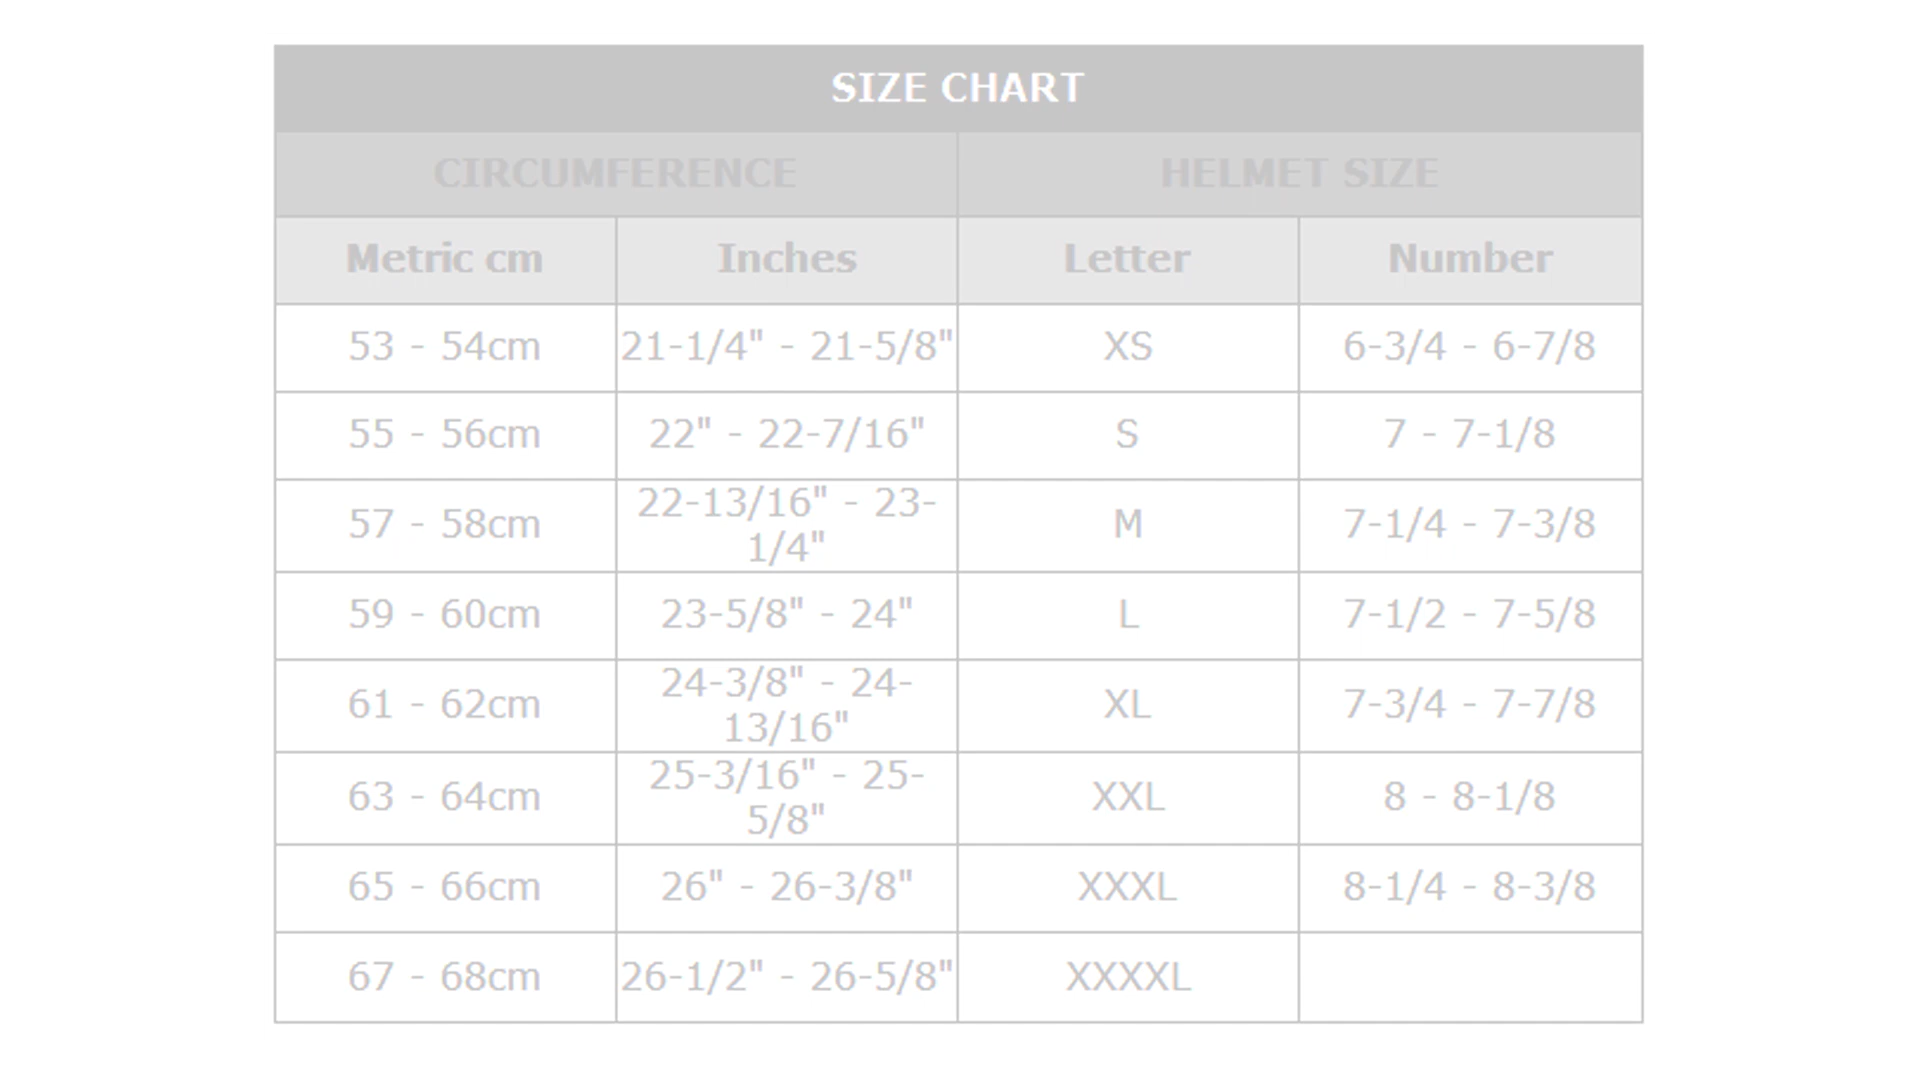 SIZE CHART
CIRCUMFERENCE HELMET SIZE
Metric cm Inches Letter Number
53 - 54cm 21-1/4" - 21-5/8" XS 6-3/4 - 6-7/8
55 - 56cm 22" - 22-7/16" S 7 - 7-1/8
57 - 58cm 22-13/16" - 23-
1/4" M 7-1/4 - 7-3/8
59 - 60cm 23-5/8" - 24" L 7-1/2 - 7-5/8
61 - 62cm 24-3/8" - 24-
13/16" XL 7-3/4 - 7-7/8
63 - 64cm 25-3/16" - 25-
5/8" XXL 8 - 8-1/8
65 - 66cm 26" - 26-3/8" XXXL 8-1/4 - 8-3/8
67 - 68cm 26-1/2" - 26-5/8" XXXXL